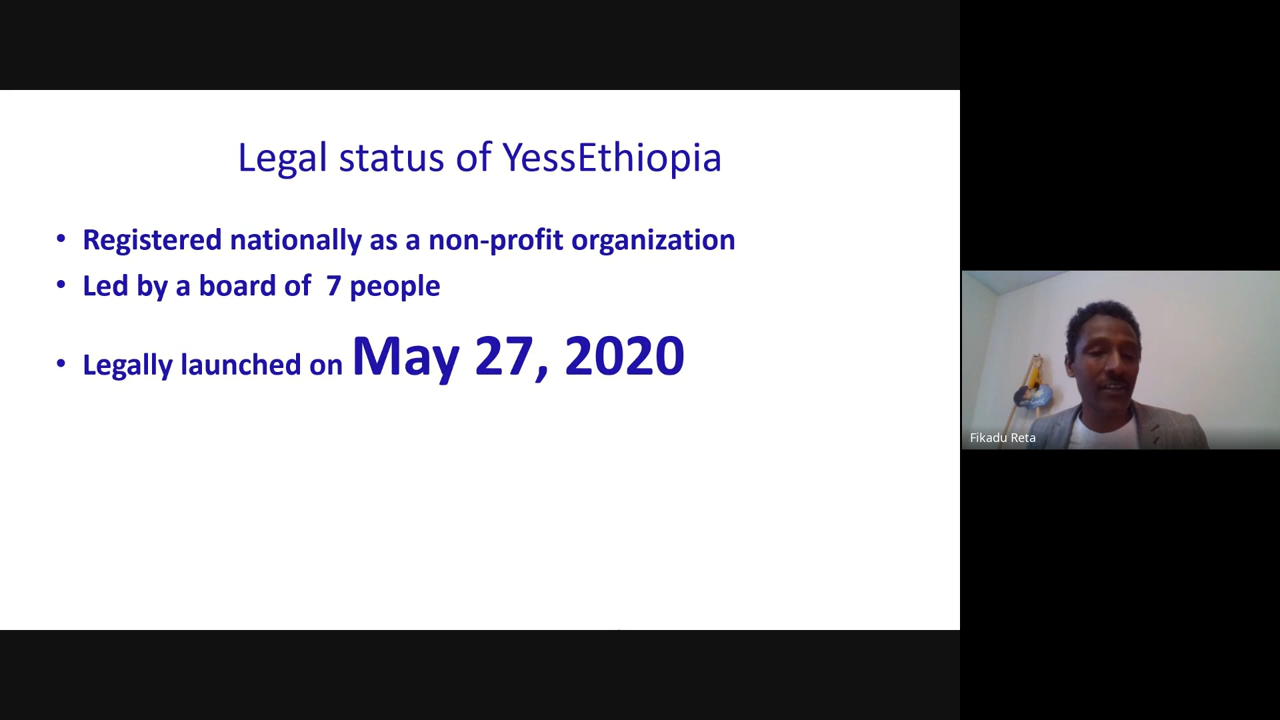 Legal status of YessEthiopia
• Registered nationally as a non-profit organization
• Led by a board of  7 people
• Legally launched on May 27, 2020
Fikadu Reta